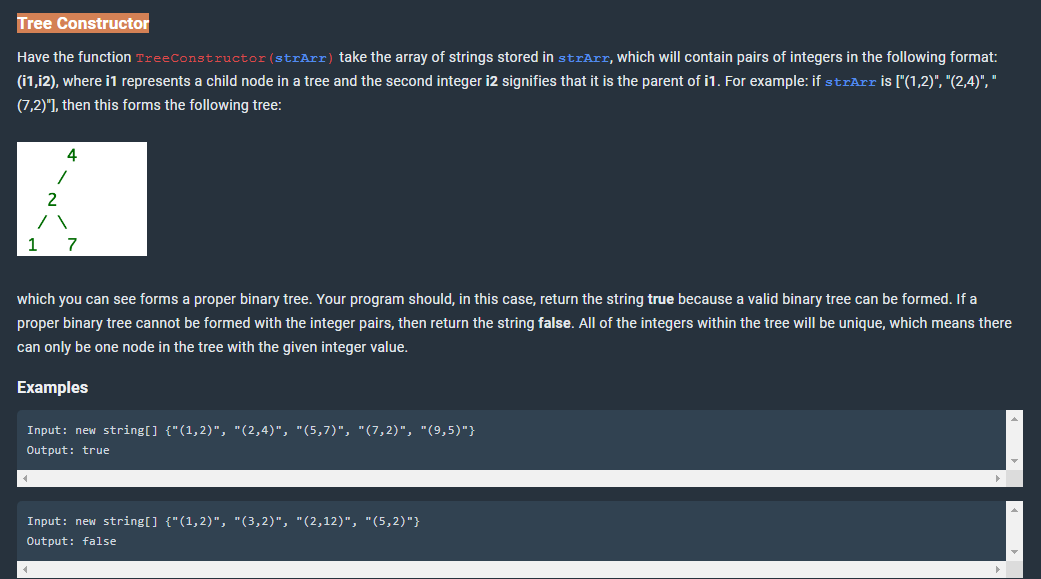 Tree Constructor
Have the function TreeConstructor(strArr) take the array of strings stored in strArr, which will contain pairs of integers in the following format:
(i1,i2), where i1 represents a child node in a tree and the second integer i2 signifies that it is the parent of i1. For example: if strArr is ["(1,2)", "(2,4)", "
(7,2)"], then this forms the following tree:
4
/
2
/ \
1 7
which you can see forms a proper binary tree. Your program should, in this case, return the string true because a valid binary tree can be formed. If a
proper binary tree cannot be formed with the integer pairs, then return the string false. All of the integers within the tree will be unique, which means there
can only be one node in the tree with the given integer value.
Examples
Input: new string[] {"(1,2)", "(2,4)", "(5,7)", "(7,2)", "(9,5)"}
Output: true
Input: new string[] {"(1,2)", "(3,2)", "(2,12)", "(5,2)"}
Output: false